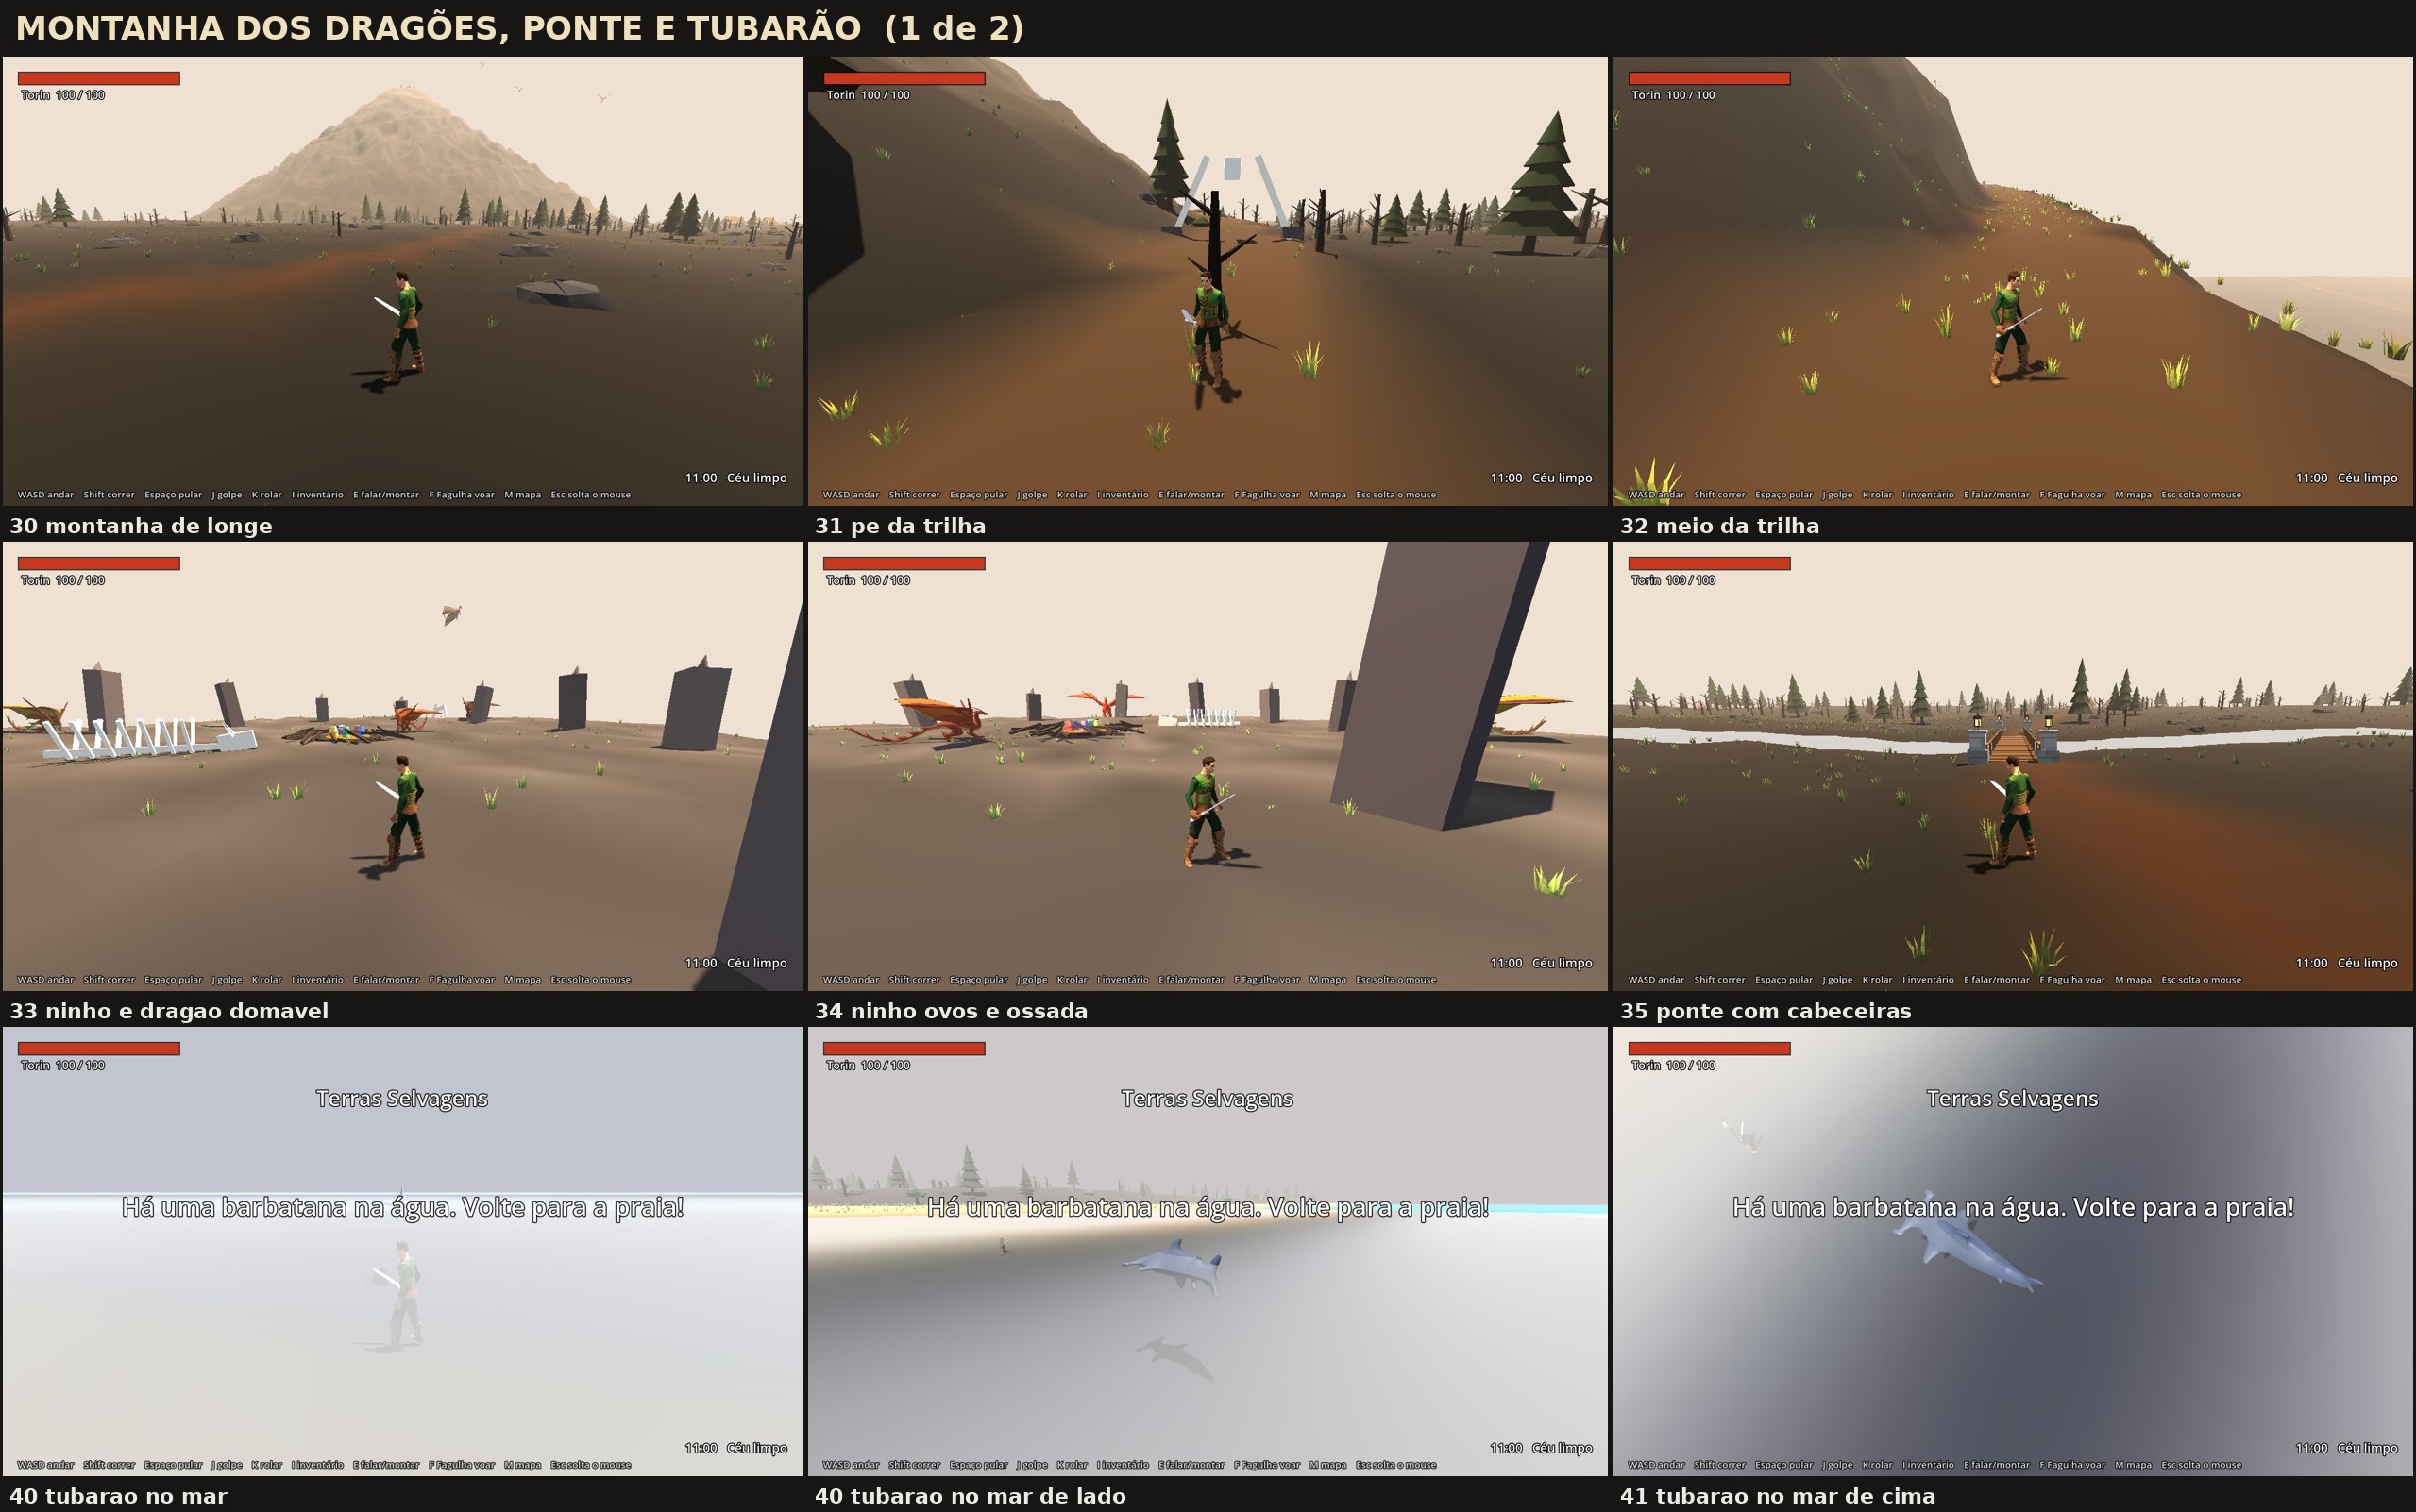 MONTANHA DOS DRAGÕES, PONTE E TUBARÃO (1 de 2)
Torin 100 / 100
11:00 Céu limpo
WASD andar Shift correr Espaço pular J golpe K rolar I inventário E falar/montar F Fagulha voar M mapa Esc solta o mouse
30 montanha de longe
Torin 100 / 100
11:00 Céu limpo
WASD andar Shift correr Espaço pular J golpe K rolar I inventário E falar/montar F Fagulha voar M mapa Esc solta o mouse
31 pe da trilha
Torin 100 / 100
11:00 Céu limpo
WASD andar Shift correr Espaço pular J golpe K rolar I inventário E falar/montar F Fagulha voar M mapa Esc solta o mouse
32 meio da trilha
Torin 100 / 100
11:00 Céu limpo
WASD andar Shift correr Espaço pular J golpe K rolar I inventário E falar/montar F Fagulha voar M mapa Esc solta o mouse
33 ninho e dragao domavel
Torin 100 / 100
11:00 Céu limpo
WASD andar Shift correr Espaço pular J golpe K rolar I inventário E falar/montar F Fagulha voar M mapa Esc solta o mouse
34 ninho ovos e ossada
Torin 100 / 100
11:00 Céu limpo
WASD andar Shift correr Espaço pular J golpe K rolar I inventário E falar/montar F Fagulha voar M mapa Esc solta o mouse
35 ponte com cabeceiras
Torin 100 / 100
Terras Selvagens
Há uma barbatana na água. Volte para a praia!
11:00 Céu limpo
WASD andar Shift correr Espaço pular J golpe K rolar I inventário E falar/montar F Fagulha voar M mapa Esc solta o mouse
40 tubarao no mar
Torin 100 / 100
Terras Selvagens
Há uma barbatana na água. Volte para a praia!
11:00 Céu limpo
WASD andar Shift correr Espaço pular J golpe K rolar I inventário E falar/montar F Fagulha voar M mapa Esc solta o mouse
40 tubarao no mar de lado
Torin 100 / 100
Terras Selvagens
Há uma barbatana na água. Volte para a praia!
11:00 Céu limpo
WASD andar Shift correr Espaço pular J golpe K rolar I inventário E falar/montar F Fagulha voar M mapa Esc solta o mouse
41 tubarao no mar de cima